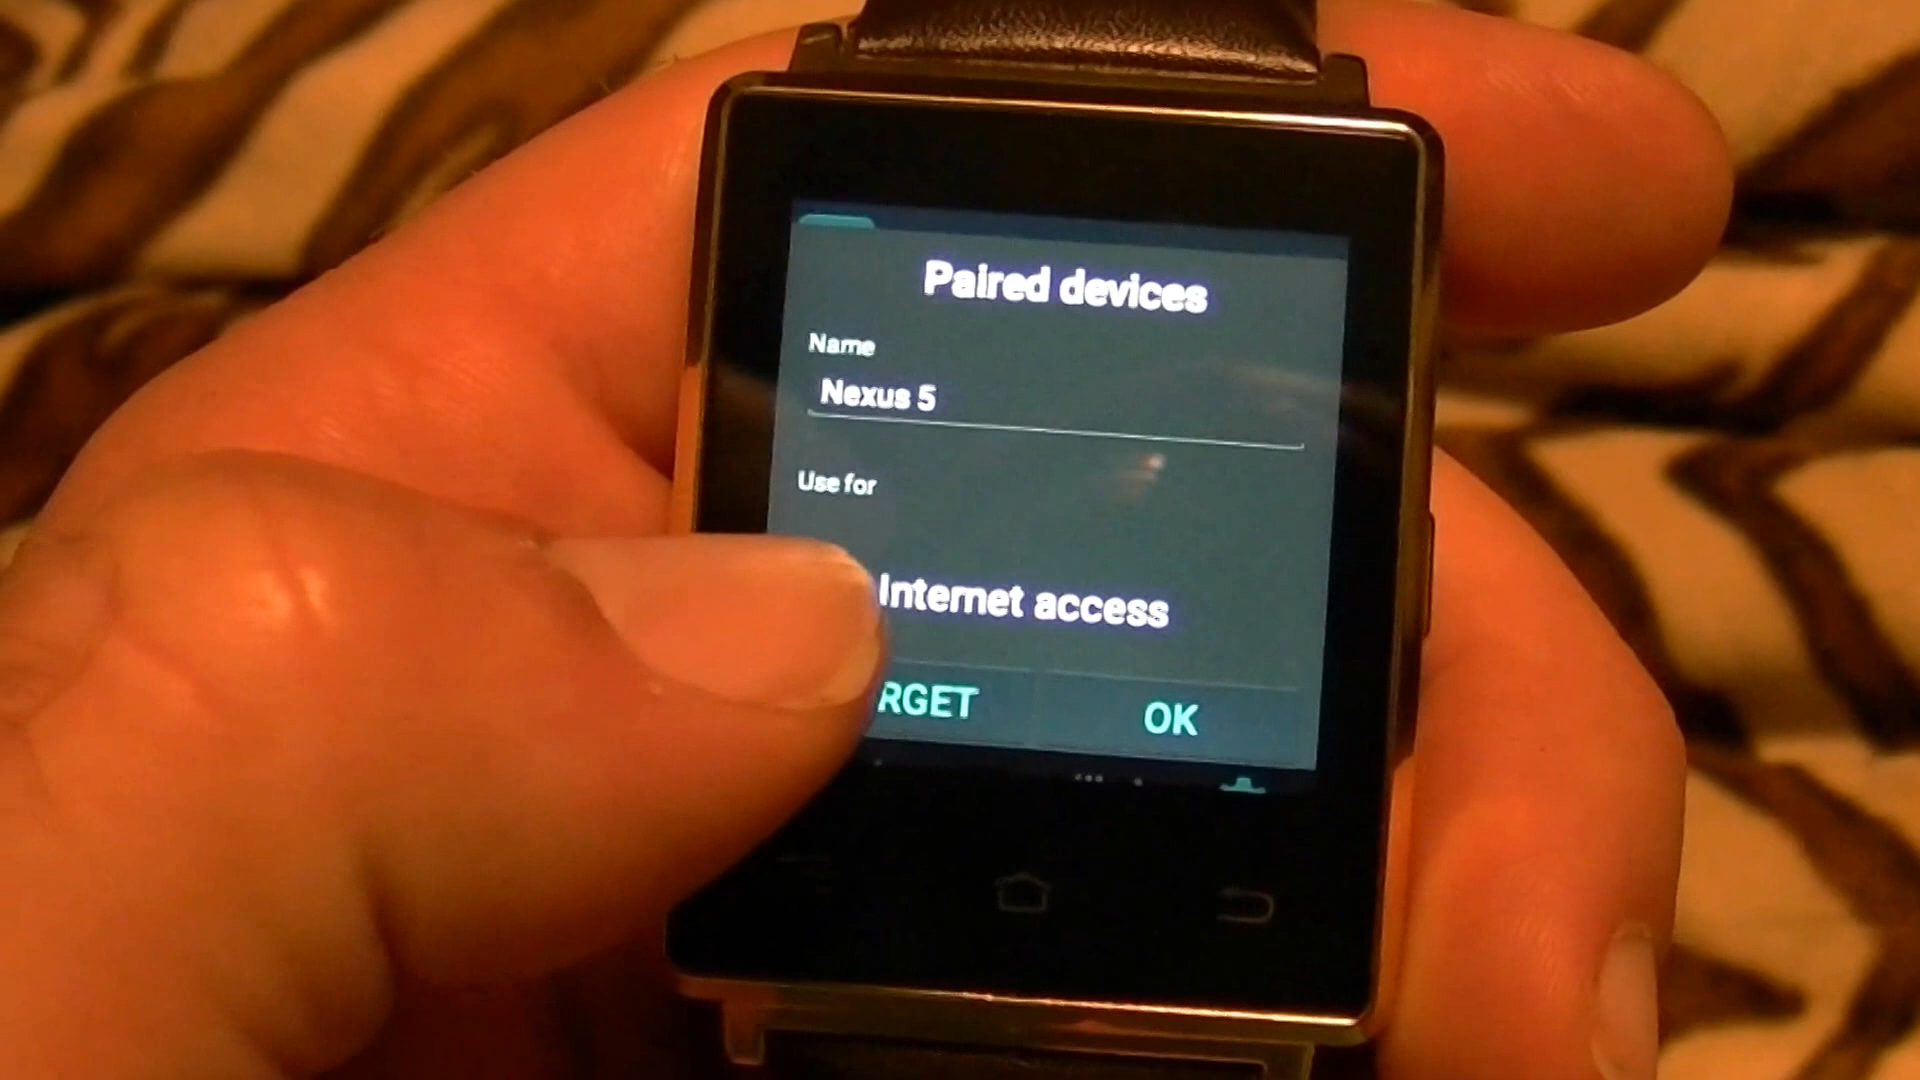 Paired devices
Name
Nexus 5
Use for
Internet access
RGET OK